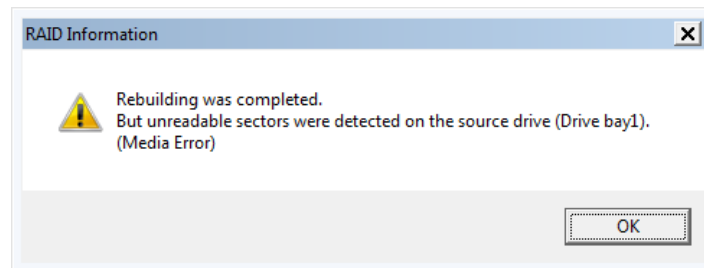 RAID Information
Rebuilding was completed.
But unreadable sectors were detected on the source drive (Drive bay1).
(Media Error)
OK